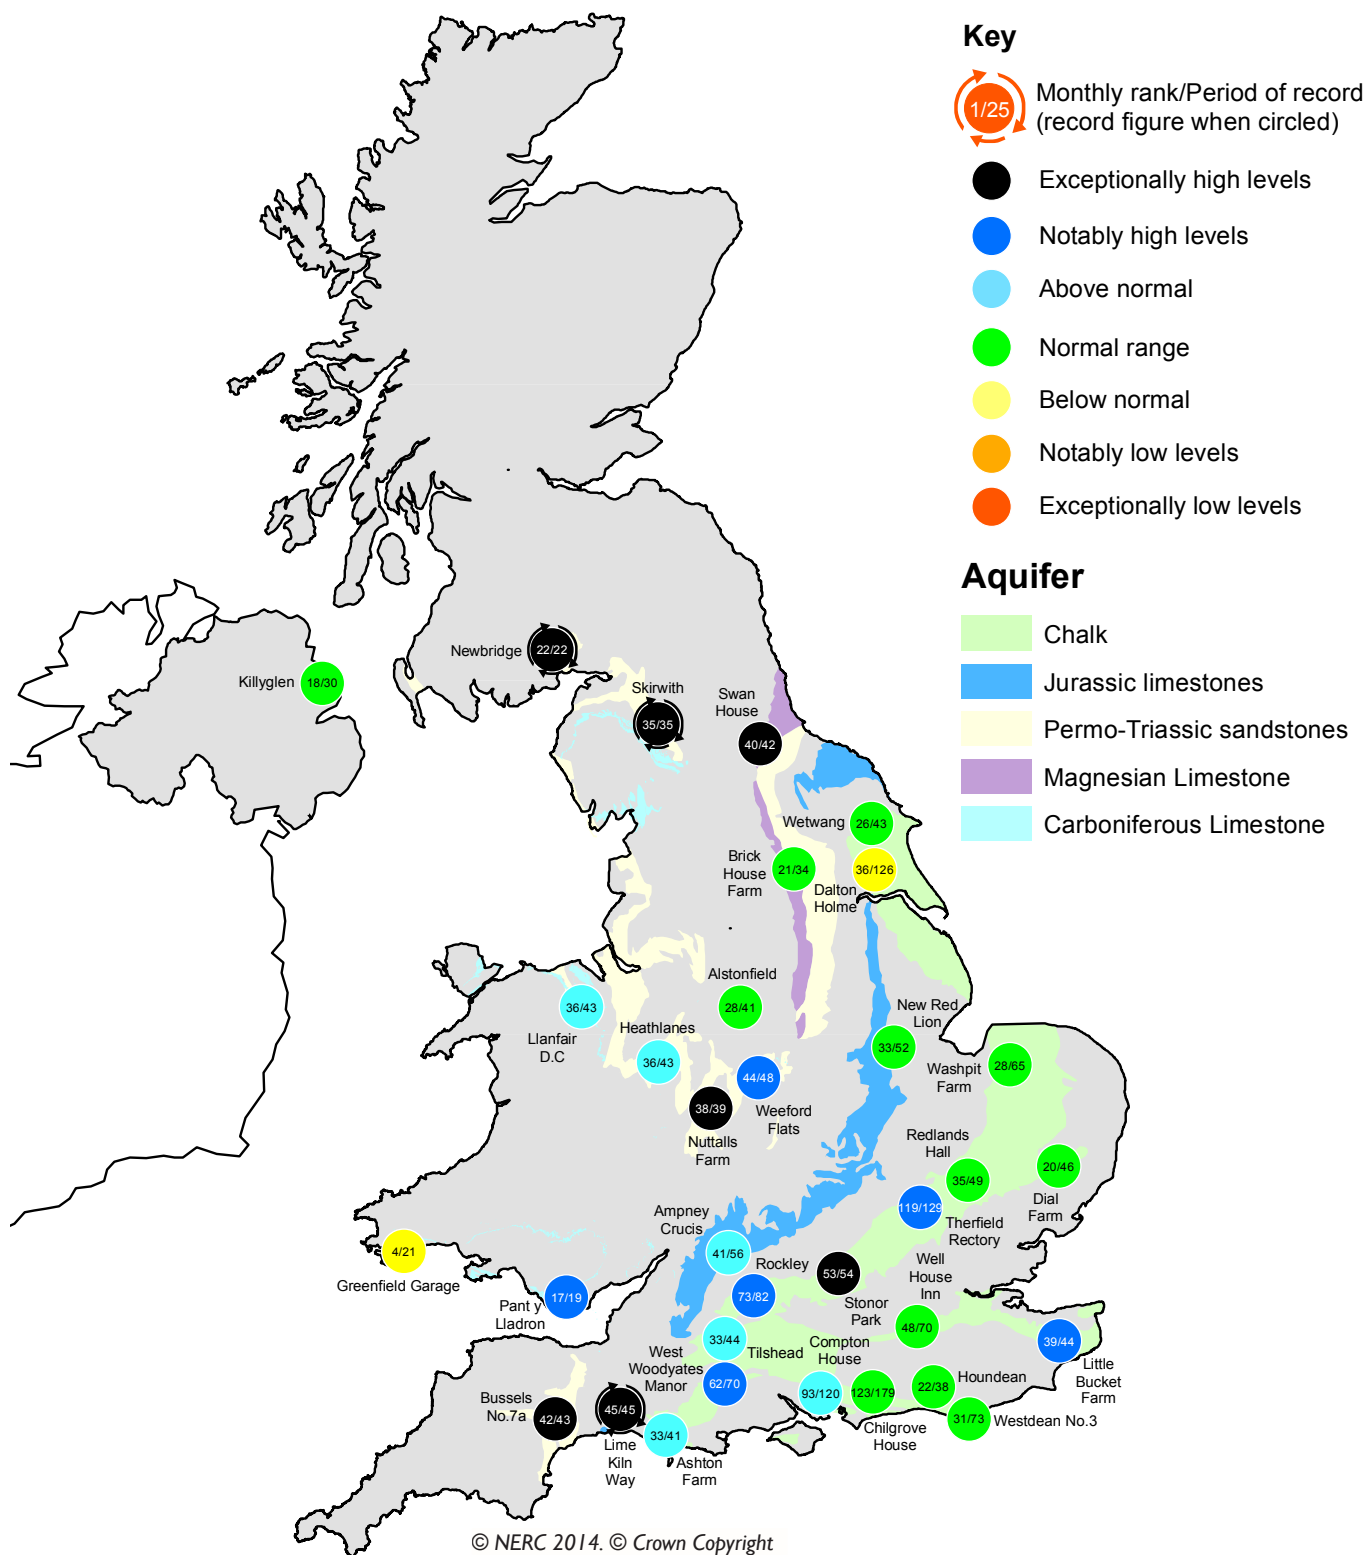 Key
1/25
Monthly rank/Period of record
(record figure when circled)
Exceptionally high levels
Notably high levels
Above normal
Normal range
Below normal
Notably low levels
Exceptionally low levels
Aquifer
Chalk
Jurassic limestones
Permo-Triassic sandstones
Magnesian Limestone
Carboniferous Limestone
Newbridge
22/22
Killyglen
18/30
Skirwith
35/35
Swan
House
40/42
Wetwang
26/43
Brick
House
Farm
21/34
Dalton
Holme
36/126
Alstonfield
28/41
Llanfair
D.C
36/43
Heathlanes
36/43
New Red
Lion
33/52
Washpit
Farm
28/65
44/48
Weeford
Flats
38/39
Nuttalls
Farm
Redlands
Hall
35/49
20/46
Dial
Farm
119/129
Therfield
Rectory
Ampney
Crucis
41/56
4/21
Greenfield Garage
Pant y
Lladron
17/19
Rockley
73/82
53/54
Stonor
Park
Well
House
Inn
48/70
33/44
Tilshead
Compton
House
93/120
39/44
Little
Bucket
Farm
West
Woodyates
Manor
62/70
123/179
Chilgrove
House
22/38
Houndean
31/73
Westdean No.3
Bussels
No.7a
42/43
45/45
Lime
Kiln
Way
33/41
Ashton
Farm
© NERC 2014. © Crown Copyright